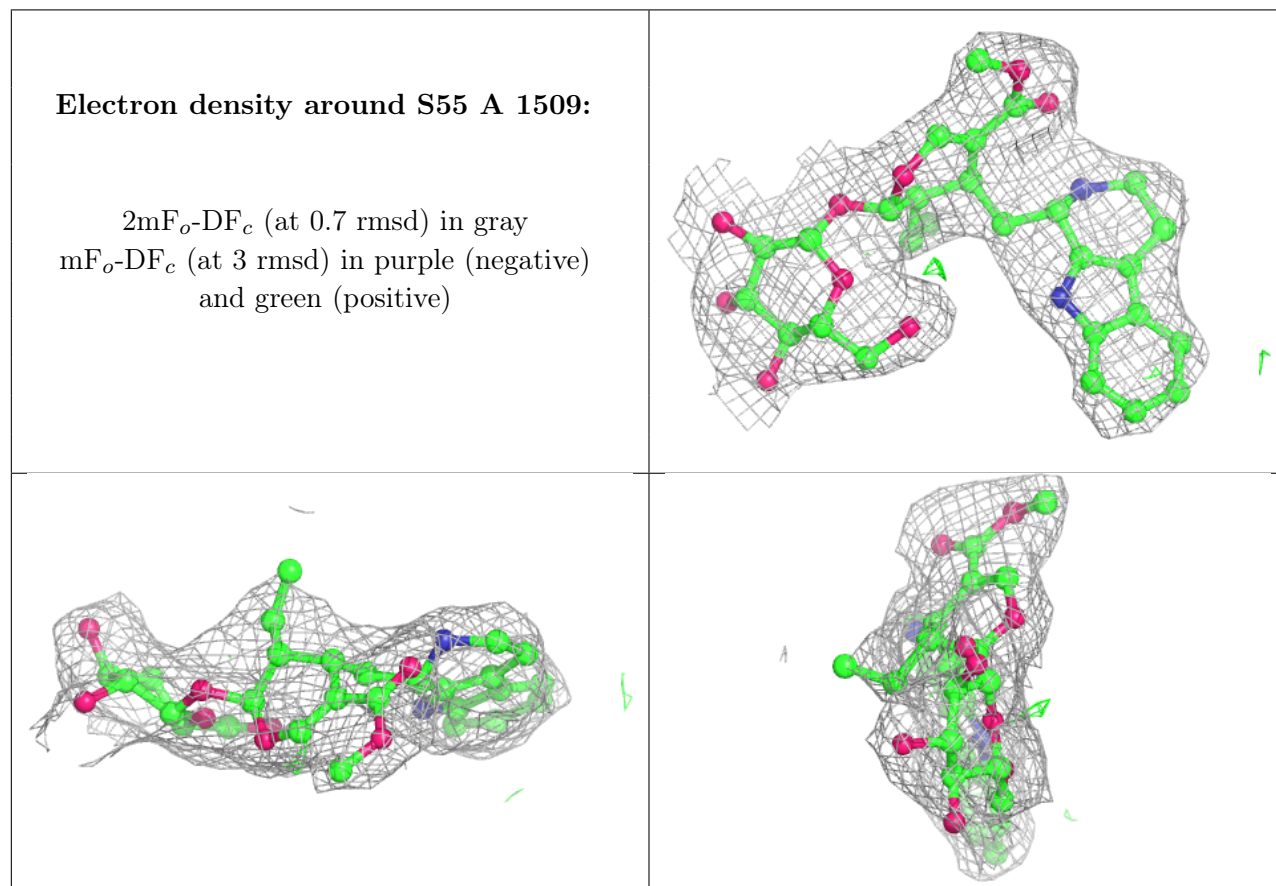 Electron density around S55 A 1509:
2mFo-DFc (at 0.7 rmsd) in gray
mFo-DFc (at 3 rmsd) in purple (negative)
and green (positive)